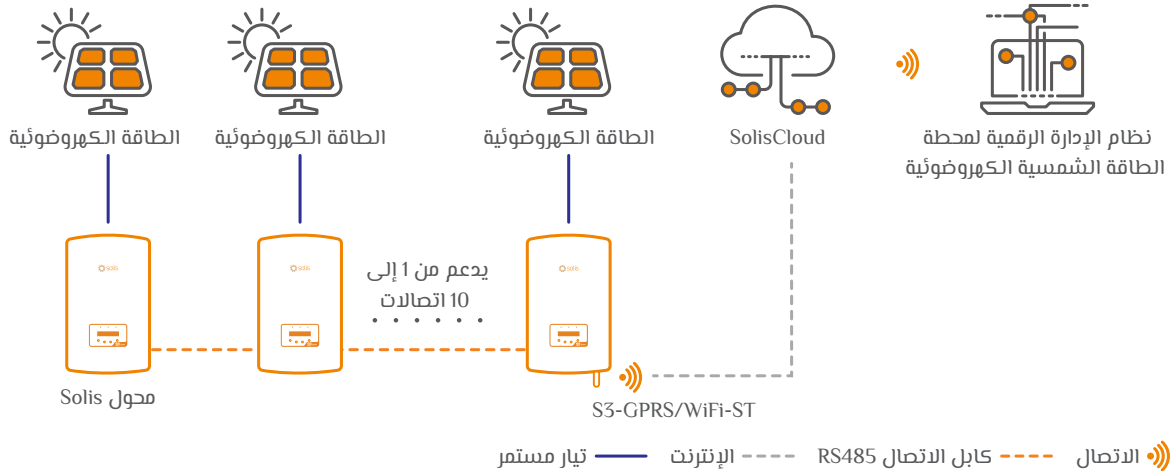 الطاقة الكهروضوئية
الطاقة الكهروضوئية
الطاقة الكهروضوئية
SolisCloud
نظام الإدارة الرقمية لمحطة
الطاقة الشمسية الكهروضوئية
solis
solis
solis
يدعم من 1 إلى
10 اتصالات
محول Solis
S3-GPRS/WiFi-ST
الاتصال
كابل الاتصال RS485
الإنترنت
تيار مستمر